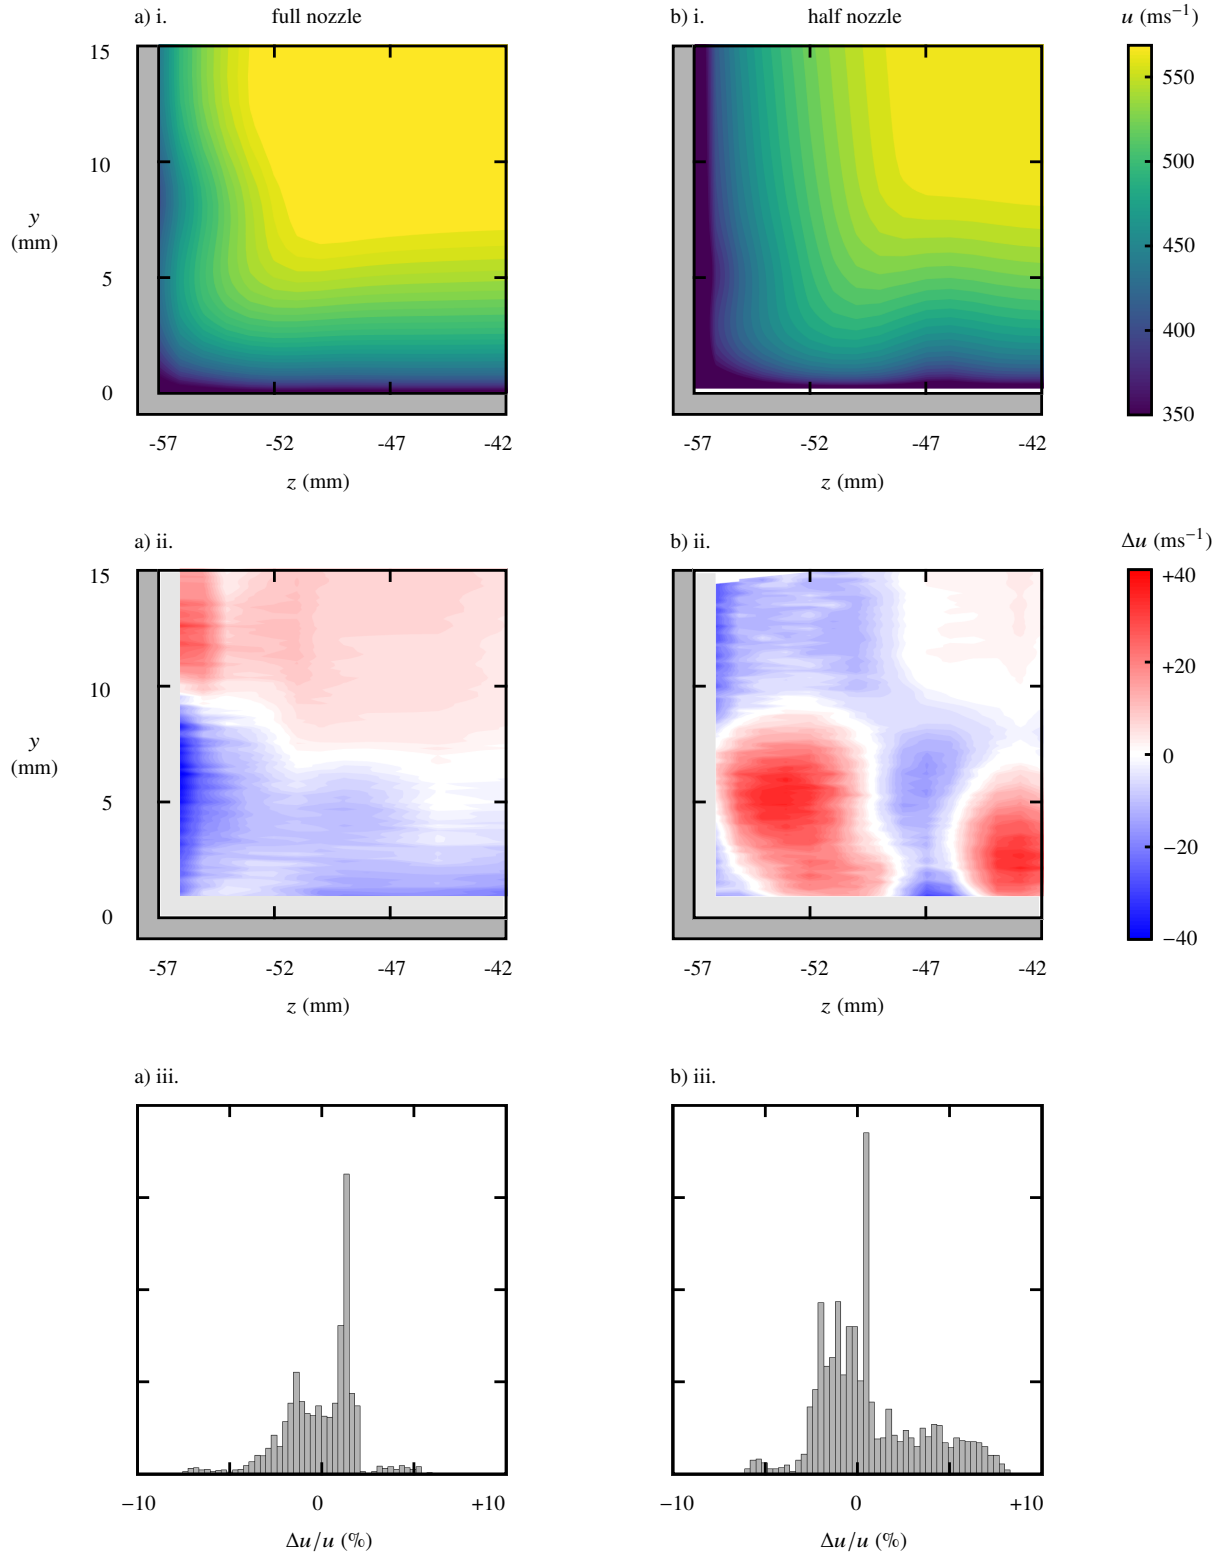 a) i. full nozzle b) i. half nozzle u (ms⁻¹)
15
10
y
(mm)
5
0
-57 -52 -47 -42
z (mm)
-57 -52 -47 -42
z (mm)
550
500
450
400
350
a) ii. b) ii. Δu (ms⁻¹)
15
10
y
(mm)
5
0
-57 -52 -47 -42
z (mm)
-57 -52 -47 -42
z (mm)
+40
+20
0
−20
−40
a) iii. b) iii.
−10 0 +10
Δu/u (%)
−10 0 +10
Δu/u (%)